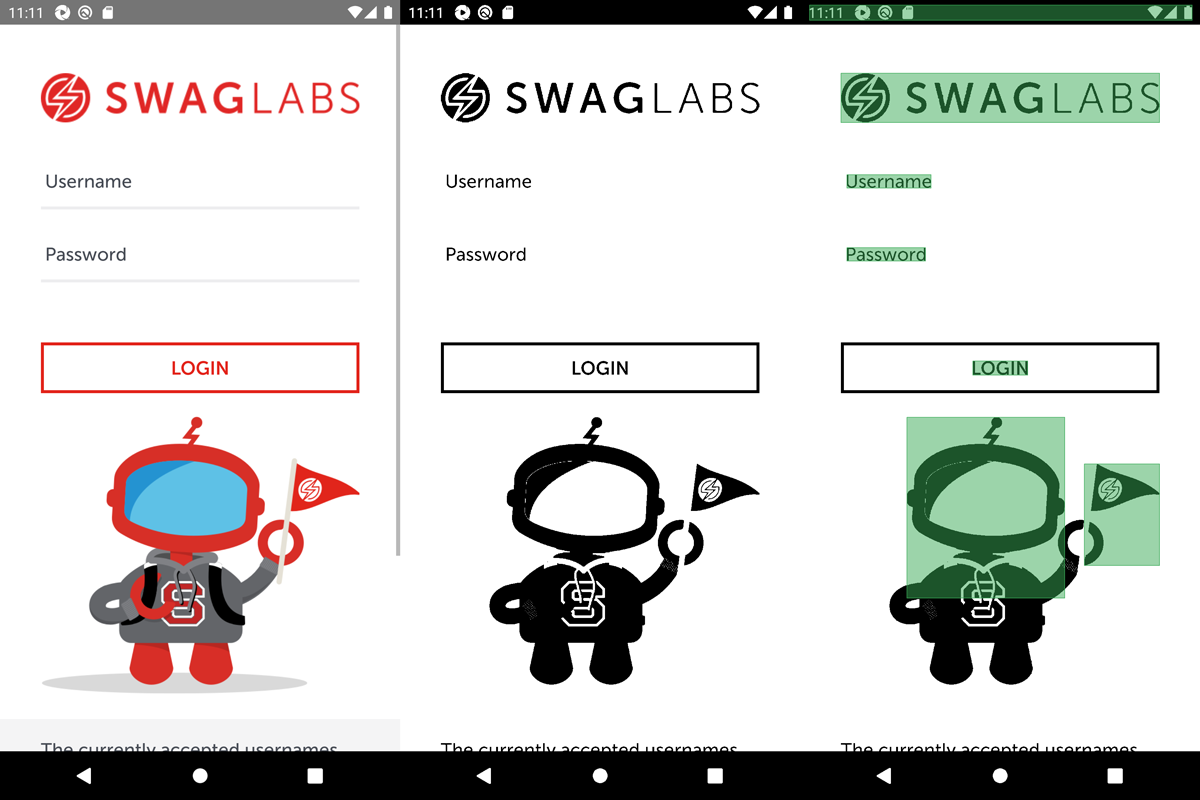 11:11
SWAGLABS
Username
Password
LOGIN
S
The currently accepted usernames
11:11
SWAGLABS
Username
Password
LOGIN
S
The currently accepted usernames
11:11
SWAGLABS
Username
Password
LOGIN
S
The currently accepted usernames